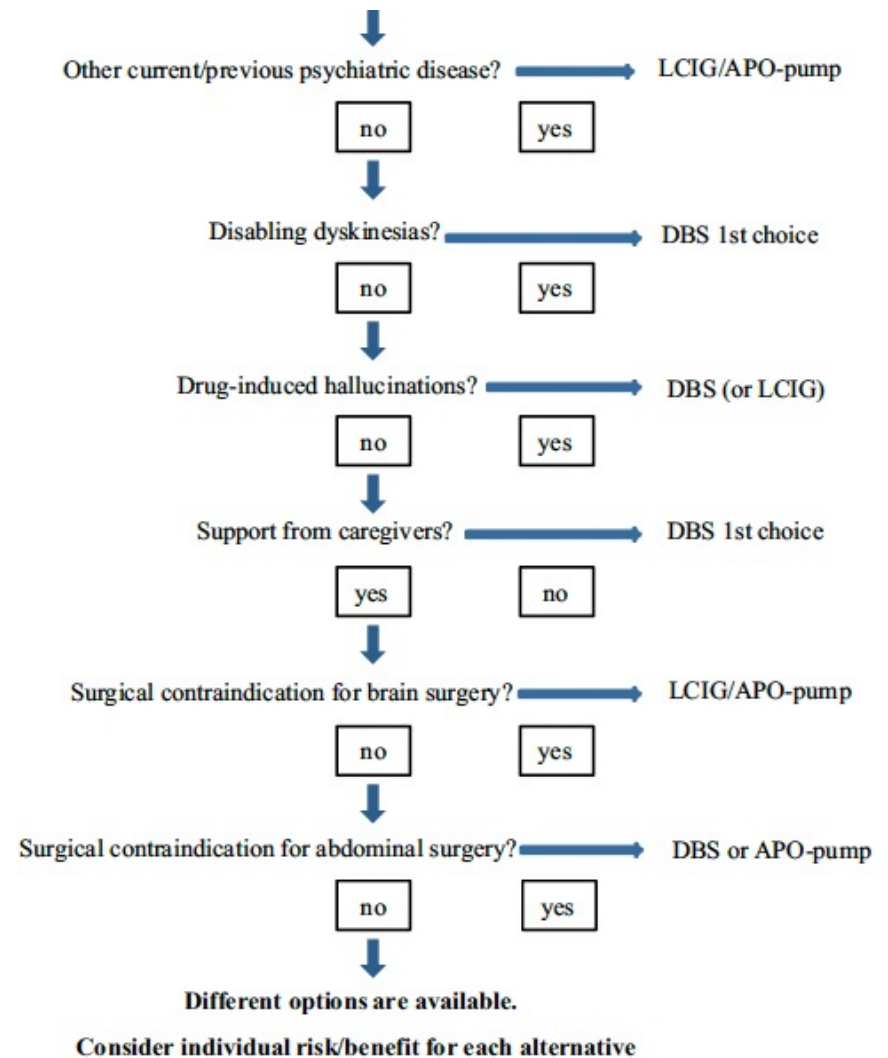 Other current/previous psychiatric disease? LCIG/APO-pump
no yes
Disabling dyskinesias? DBS 1st choice
no yes
Drug-induced hallucinations? DBS (or LCIG)
no yes
Support from caregivers? DBS 1st choice
yes no
Surgical contraindication for brain surgery? LCIG/APO-pump
no yes
Surgical contraindication for abdominal surgery? DBS or APO-pump
no yes
Different options are available.
Consider individual risk/benefit for each alternative